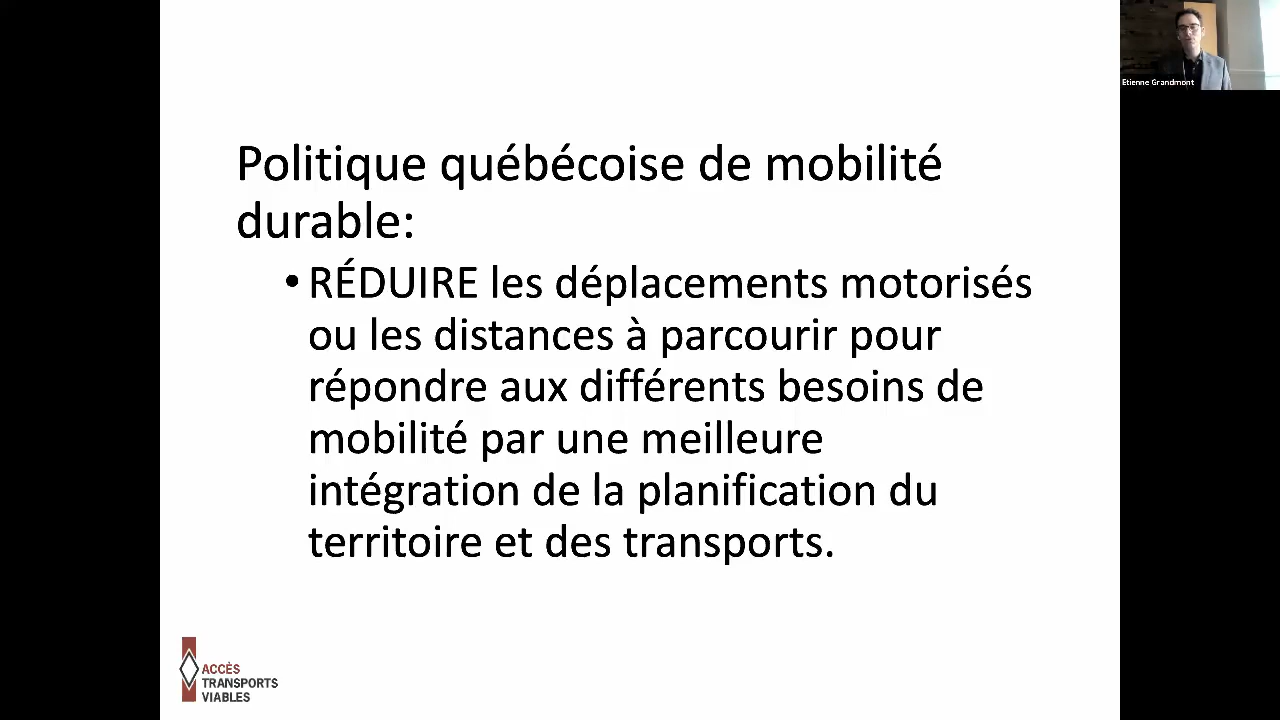 Etienne Grandmont
Politique québécoise de mobilité
durable:
•RÉDUIRE les déplacements motorisés
ou les distances à parcourir pour
répondre aux différents besoins de
mobilité par une meilleure
intégration de la planification du
territoire et des transports.
ACCÈS
TRANSPORTS
VIABLES